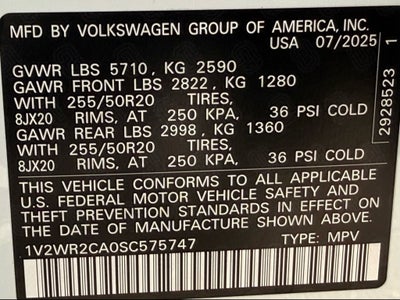 MFD BY VOLKSWAGEN GROUP OF AMERICA, INC.
USA 07/2025
GVWR LBS 5710, KG 2590
GAWR FRONT LBS 2822, KG 1280
WITH 255/50R20 TIRES,
8JX20 RIMS, AT 250 KPA, 36 PSI COLD
GAWR REAR LBS 2998, KG 1360
WITH 255/50R20 TIRES,
8JX20 RIMS, AT 250 KPA, 36 PSI COLD
THIS VEHICLE CONFORMS TO ALL APPLICABLE
U.S. FEDERAL MOTOR VEHICLE SAFETY AND
THEFT PREVENTION STANDARDS IN EFFECT ON
THE DATE OF MANUFACTURE SHOWN ABOVE.
1V2WR2CA0SC575747 TYPE: MPV
2928523 1